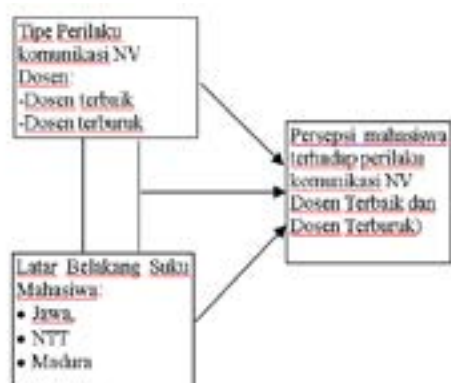 Tipe Perilaku
komunikasi NV
Dosen:
-Dosen terbaik
-Dosen terburuk
Persepsi mahasiswa
terhadap perilaku
komunikasi NV
Dosen Terbaik dan
Dosen Terburuk)
Latar Belakang Suku
Mahasiwa:
• Jawa,
• NTT
• Madura